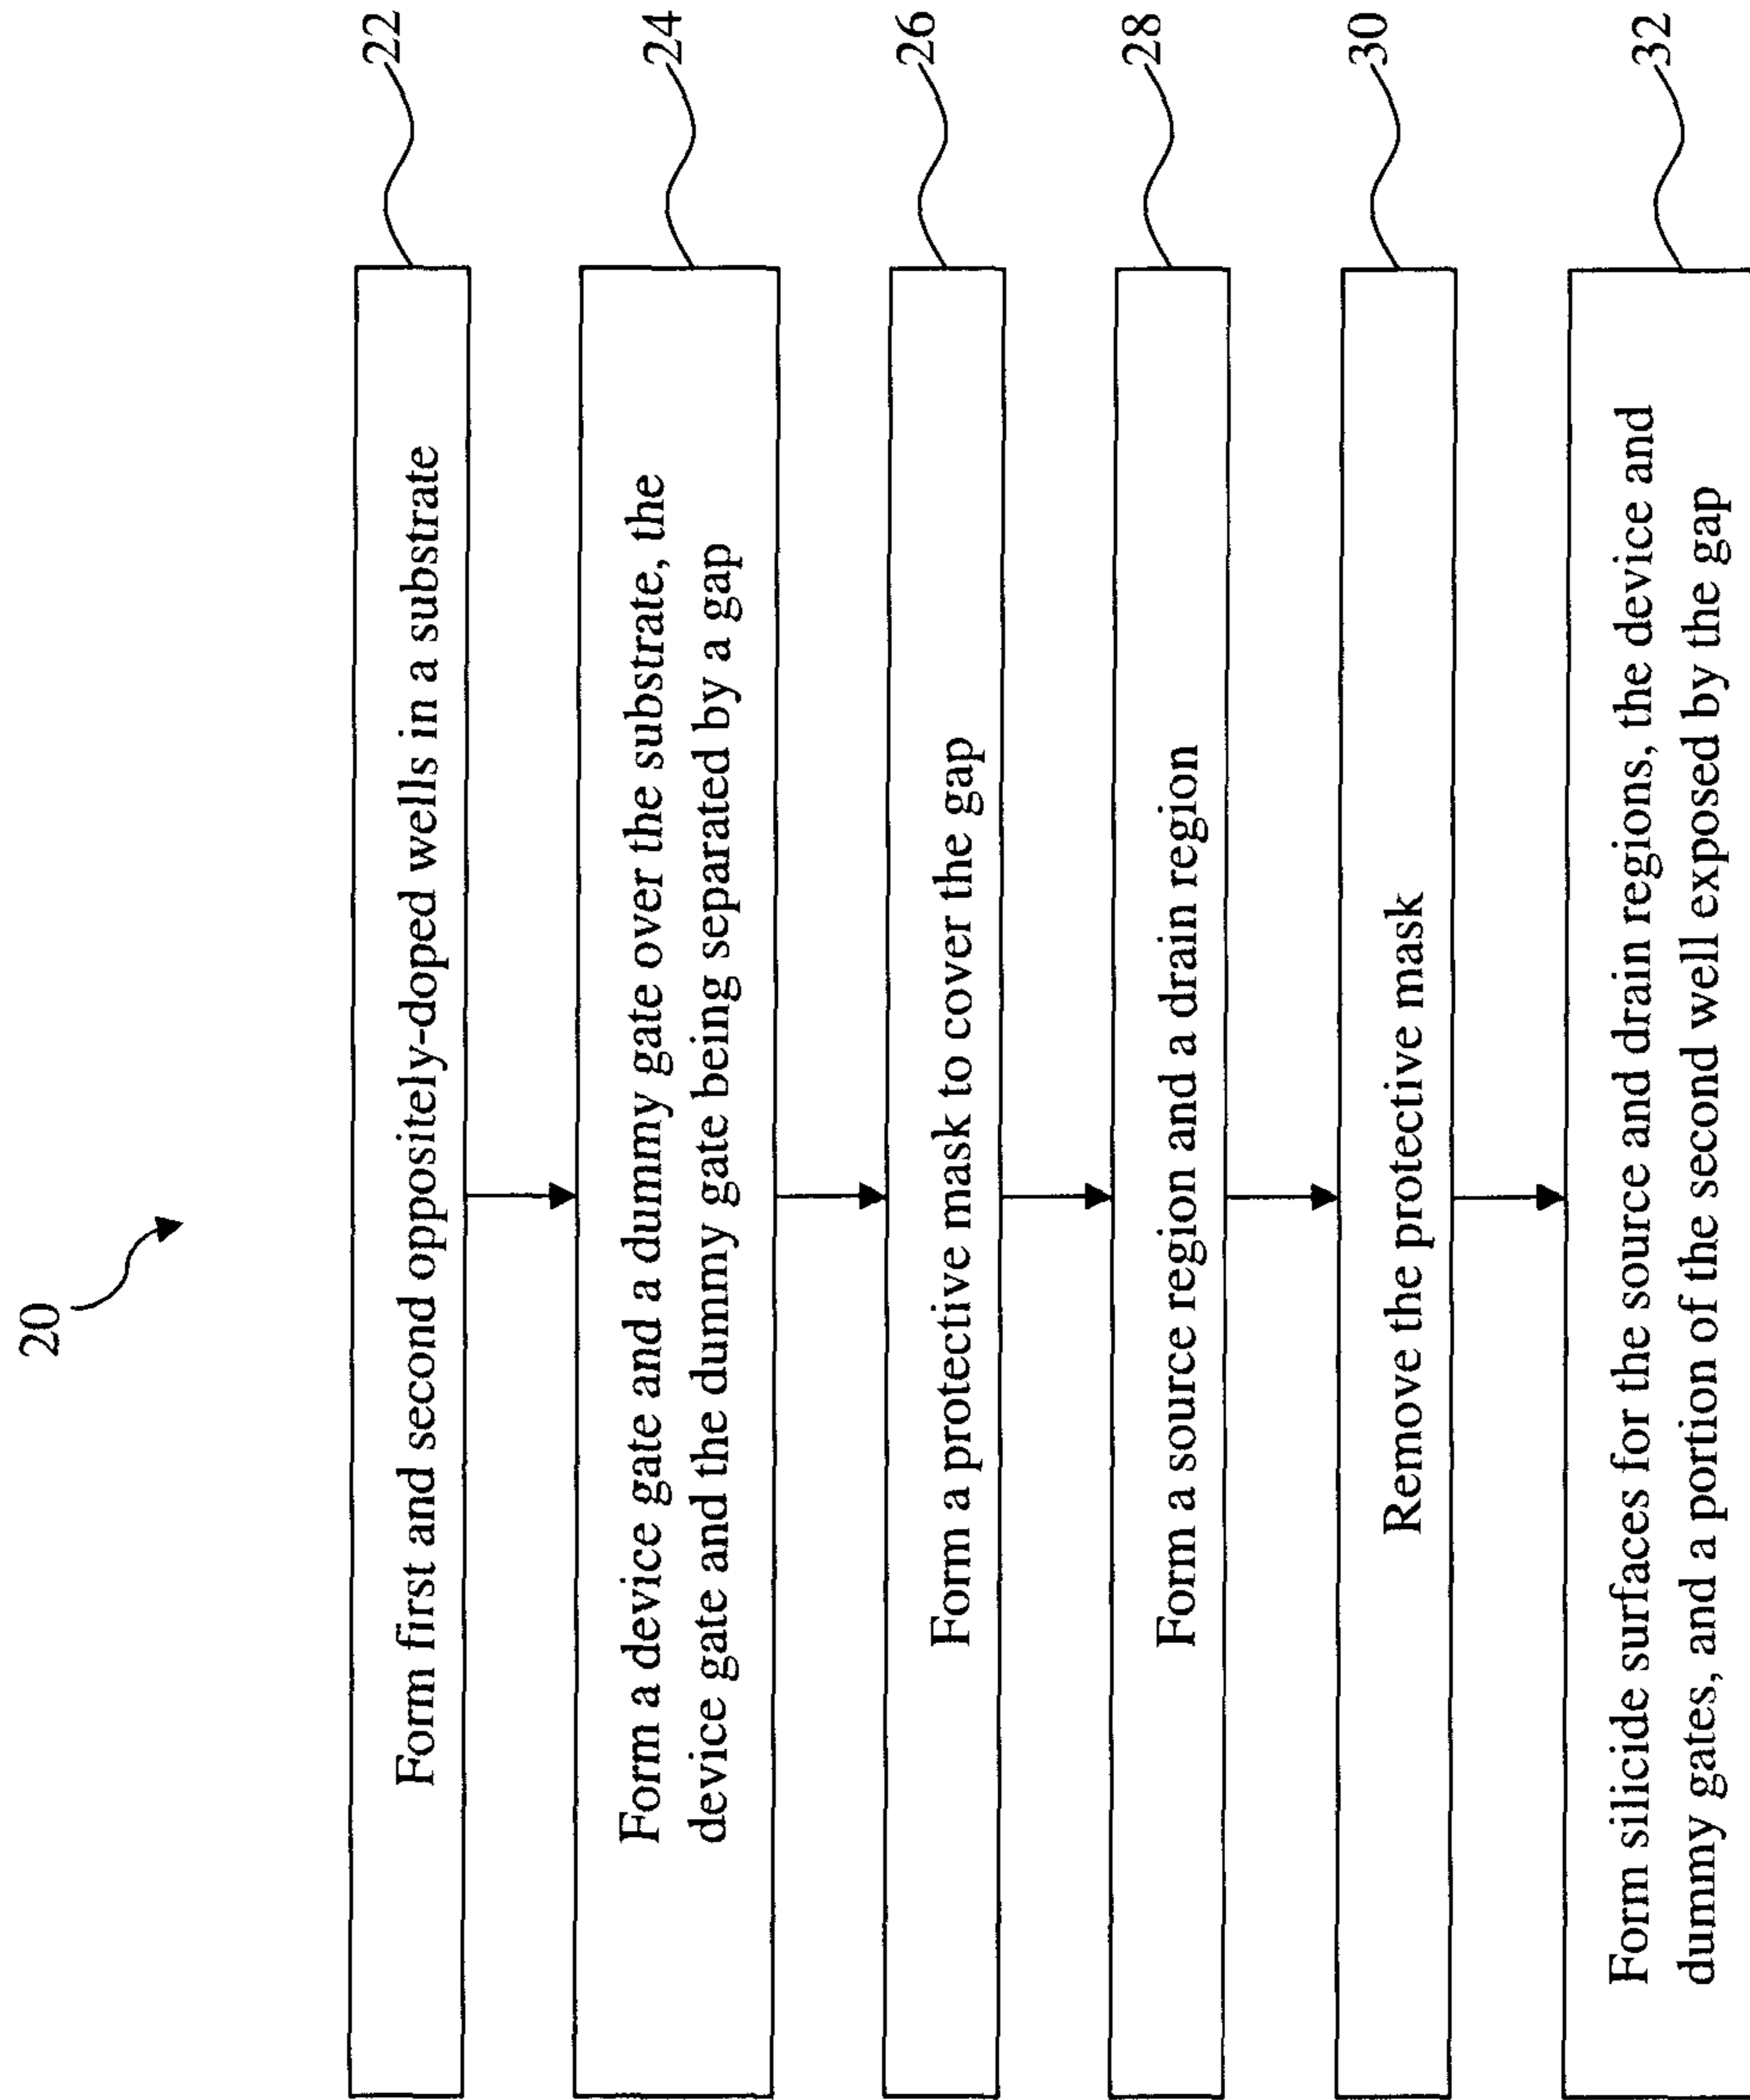 20
Form first and second oppositely-doped wells in a substrate
22
Form a device gate and a dummy gate over the substrate, the
device gate and the dummy gate being separated by a gap
24
Form a protective mask to cover the gap
26
Form a source region and a drain region
28
Remove the protective mask
30
Form silicide surfaces for the source and drain regions, the device and
dummy gates, and a portion of the second well exposed by the gap
32